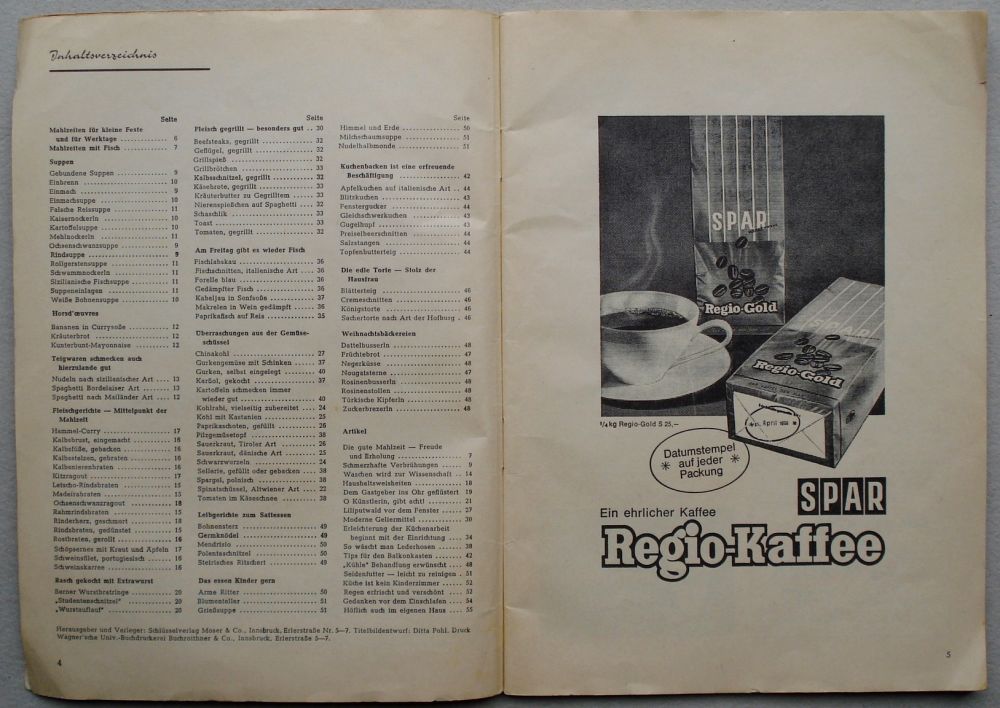 Inhaltsverzeichnis
Seite
Mahlzeiten für kleine Feste
und für Werktage 6
Mahlzeiten mit Fisch 7
Suppen
Gebundene Suppen 9
Einbrenn 10
Einmach 9
Einmachsuppe 10
Falsche Reissuppe 11
Kaisernockerln 10
Kartoffelsuppe 10
Mehlnockerln 11
Ochsenschwanzsuppe 9
Rindsuppe 9
Rollgerstensuppe 11
Schwammnockerln 11
Sizilianische Fischsuppe 11
Suppeneinlagen 9
Weiße Bohnensuppe 10
Horsd'œuvres
Bananen in Currysoße 12
Kräuterbrot 12
Kunterbunt-Mayonnaise 12
Teigwaren schmecken auch
hierzulande gut
Nudeln nach sizilianischer Art 13
Spaghetti Bordelaiser Art 13
Spaghetti nach Mailänder Art 12
Fleischgerichte — Mittelpunkt der
Mahlzeit
Hammel-Curry 17
Kalbsbrust, eingemacht 16
Kalbsfüße, gebacken 16
Kalbsstelzen, gebraten 16
Kalbsnierenbraten 16
Kitzragout 17
Letscho-Rindsbraten 15
Madeirabraten 15
Ochsenschwanzragout 18
Rahmrindsbraten 15
Rinderherz, geschmort 18
Rindsbraten, gedünstet 15
Rostbraten, gerollt 16
Schöpsernes mit Kraut und Äpfeln 17
Schweinsfilet, portugiesisch 16
Schweinskarree 16
Rasch gekocht mit Extrawurst
Berner Wurstbretringe 20
„Studentenschnitzel" 20
„Wurstauflauf" 20
Seite
Fleisch gegrillt — besonders gut 30
Beefsteaks, gegrillt 32
Geflügel, gegrillt 32
Grillspieß 32
Grillbrötchen 33
Kalbsschnitzel, gegrillt 32
Käsebrote, gegrillt 33
Kräuterbutter zu Gegrilltem 33
Nierenspießchen auf Spaghetti 32
Schaschlik 33
Toast 33
Tomaten, gegrillt 32
Am Freitag gibt es wieder Fisch
Fischlabskau 36
Fischschnitten, italienische Art 36
Forelle blau 36
Gedämpfter Fisch 36
Kabeljau in Senfsoße 37
Makrelen in Wein gedämpft 36
Paprikafisch auf Reis 35
Überraschungen aus der Gemüse-
schüssel
Chinakohl 27
Gurkengemüse mit Schinken 37
Gurken, selbst eingelegt 40
Karfiol, gekocht 37
Kartoffeln schmecken immer
wieder gut 40
Kohlrabi, vielseitig zubereitet 24
Kohl mit Kastanien 25
Paprikaschoten, gefüllt 26
Pilzgemüsetopf 38
Sauerkraut, Tiroler Art 26
Sauerkraut, dänische Art 25
Schwarzwurzeln 24
Sellerie, gefüllt oder gebacken 38
Spargel, polnisch 38
Spinatschüssel, Altwiener Art 22
Tomaten im Käseschnee 38
Leibgerichte zum Sattessen
Bohnensterz 49
Germknödel 49
Mendrislo 50
Polentaschnitzel 50
Steirisches Ritschert 49
Das essen Kinder gern
Arme Ritter 50
Blumenteller 51
Grießsuppe 51
Seite
Himmel und Erde 50
Milchschaumsuppe 51
Nudelhalbmonde 51
Kuchenbacken ist eine erfreuende
Beschäftigung 42
Apfelkuchen auf italienische Art 44
Blitzkuchen 43
Fenstergucker 44
Gleichschwerkuchen 43
Gugelhupf 43
Preiselbeerschnitten 44
Salzstangen 44
Topfenbutterteig 44
Die edle Torte — Stolz der
Hausfrau
Blätterteig 46
Cremeschnitten 46
Königstorte 46
Sachertorte nach Art der Hofburg 46
Weihnachtsbäckereien
Dattelbusserln 48
Früchtebrot 47
Negerküsse 48
Nougatsterne 47
Rosinenbusserln 48
Rosinenstollen 48
Türkische Kipferln 48
Zuckerbrezerln 48
Artikel
Die gute Mahlzeit — Freude
und Erholung 7
Schmerzhafte Verbrühungen 9
Waschen wird zur Wissenschaft 14
Haushaltsweisheiten 18
Dem Gastgeber ins Ohr geflüstert 19
O Künstlerin, gibt acht! 21
Liliputwald vor dem Fenster 27
Moderne Geliermittel 30
Erleichterung der Küchenarbeit
beginnt mit der Einrichtung 34
So wäscht man Lederhosen 38
Tips für den Balkonkasten 42
„Kühle" Behandlung erwünscht 48
Seidenfutter — leicht zu reinigen 51
Küche ist kein Kinderzimmer 52
Regen erfrischt und verschönt 52
Gedanken vor dem Einschlafen 54
Höflich auch im eigenen Haus 55
Herausgeber und Verleger: Schlüsselverlag Moser & Co., Innsbruck, Erlerstraße Nr. 5—7. Titelbildentwurf: Ditta Pohl. Druck
Wagner'sche Univ.-Buchdruckerei Buchroithner & Co., Innsbruck, Erlerstraße 5—7.
4
SPAR
Regio-Gold
SPAR
Regio-Gold
April
1/4 kg Regio-Gold S 25,—
Datumstempel
auf jeder
Packung
SPAR
Ein ehrlicher Kaffee
Regio-Kaffee
5